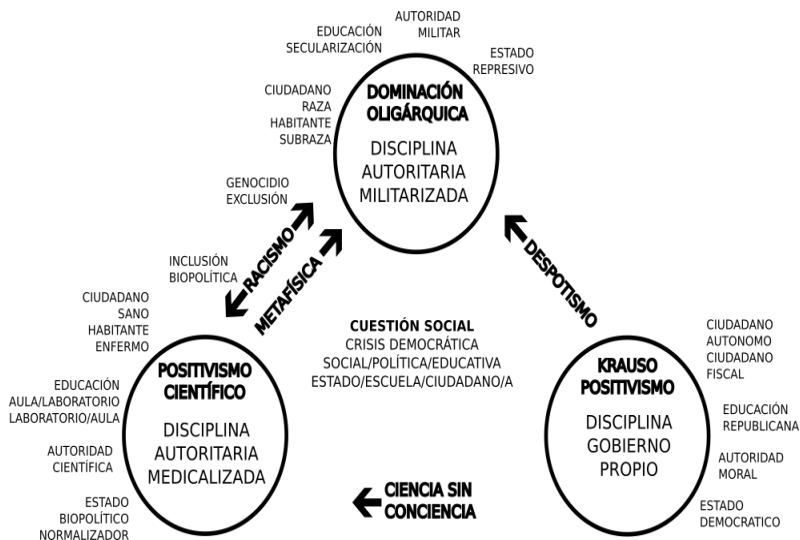 AUTORIDAD
MILITAR
EDUCACIÓN
SECULARIZACIÓN
ESTADO
REPRESIVO
CIUDADANO
RAZA
HABITANTE
SUBRAZA
DOMINACIÓN
OLIGÁRQUICA
DISCIPLINA
AUTORITARIA
MILITARIZADA
GENOCIDIO
EXCLUSIÓN
RACISMO
METAFÍSICA
INCLUSIÓN
BIOPOLÍTICA
DESPOTISMO
CUESTIÓN SOCIAL
CRISIS DEMOCRÁTICA
SOCIAL/POLÍTICA/EDUCATIVA
ESTADO/ESCUELA/CIUDADANO/A
CIUDADANO
SANO
HABITANTE
ENFERMO
EDUCACIÓN
AULA/LABORATORIO
LABORATORIO/AULA
AUTORIDAD
CIENTÍFICA
ESTADO
BIOPOLÍTICO
NORMALIZADOR
POSITIVISMO
CIENTÍFICO
DISCIPLINA
AUTORITARIA
MEDICALIZADA
CIENCIA SIN
CONCIENCIA
KRAUSO
POSITIVISMO
DISCIPLINA
GOBIERNO
PROPIO
CIUDADANO
AUTONOMO
CIUDADANO
FISCAL
EDUCACIÓN
REPUBLICANA
AUTORIDAD
MORAL
ESTADO
DEMOCRATICO